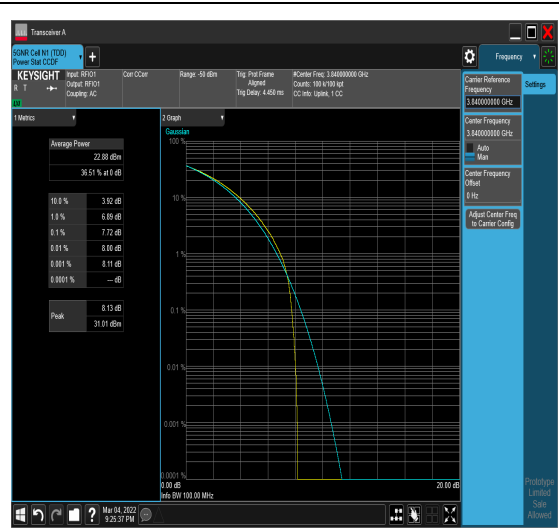 Transceiver A
5GNR Cell N1 (TDD)
Power Stat CCDF
Frequency
KEYSIGHT
R T
LXI
Input: RFIO1
Output: RFIO1
Coupling: AC
Corr CCorr
Range: -50 dBm
Trig: Prot Frame
Aligned
Trig Delay: 4.450 ms
#Center Freq: 3.840000000 GHz
Counts: 100 k/100 kpt
CC Info: Uplink, 1 CC
1 Metrics
Average Power
22.88 dBm
36.51 % at 0 dB
10.0 % 3.92 dB
1.0 % 6.89 dB
0.1 % 7.72 dB
0.01 % 8.00 dB
0.001 % 8.11 dB
0.0001 % --- dB
Peak
8.13 dB
31.01 dBm
2 Graph
Gaussian
100 %
10 %
1 %
0.1 %
0.01 %
0.001 %
0.0001 %
0.00 dB
20.00 dB
Info BW 100.00 MHz
Carrier Reference
Frequency
3.840000000 GHz
Center Frequency
3.840000000 GHz
Auto
Man
Center Frequency
Offset
0 Hz
Adjust Center Freq
to Carrier Config
Settings
Prototype
Limited
Sale
Allowed
Mar 04, 2022
9:25:37 PM